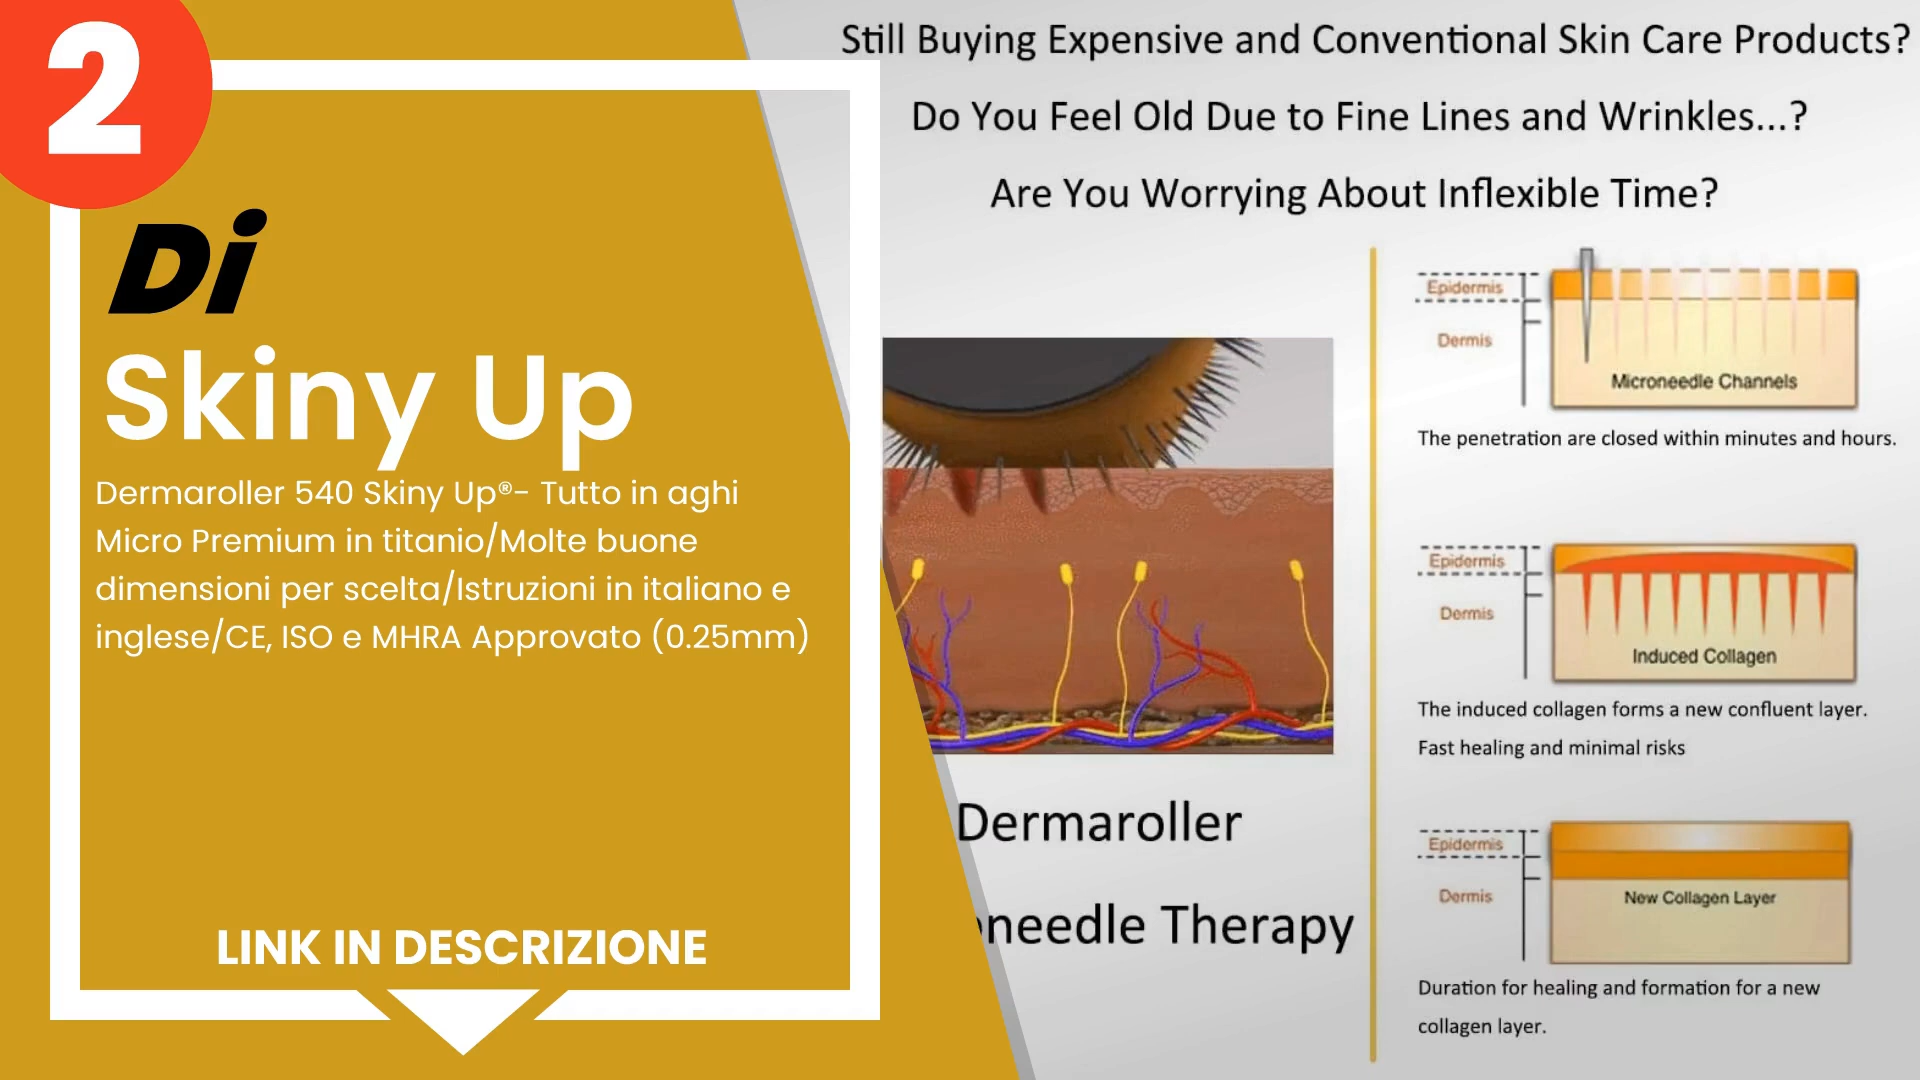 2
Di
Skiny Up
Dermaroller 540 Skiny Up®- Tutto in aghi
Micro Premium in titanio/Molte buone
dimensioni per scelta/Istruzioni in italiano e
inglese/CE, ISO e MHRA Approvato (0.25mm)
LINK IN DESCRIZIONE
Still Buying Expensive and Conventional Skin Care Products?
Do You Feel Old Due to Fine Lines and Wrinkles...?
Are You Worrying About Inflexible Time?
Dermaroller
needle Therapy
Epidermis
Dermis
Microneedle Channels
The penetration are closed within minutes and hours.
Epidermis
Dermis
Induced Collagen
The induced collagen forms a new confluent layer.
Fast healing and minimal risks
Epidermis
Dermis
New Collagen Layer
Duration for healing and formation for a new
collagen layer.